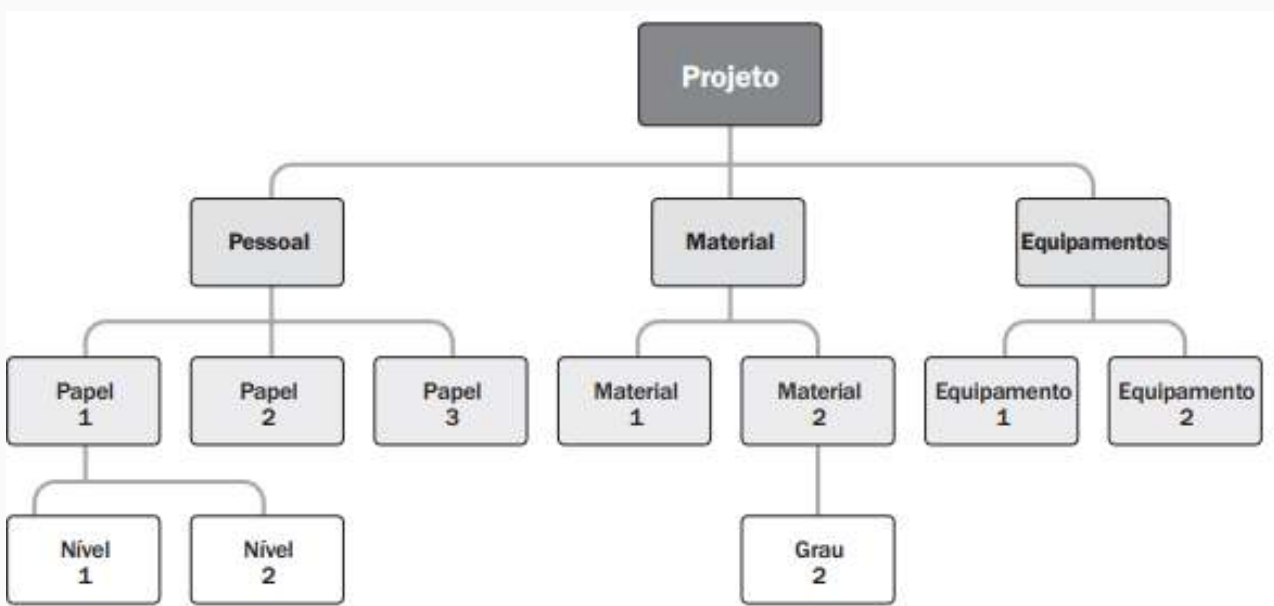 Projeto
Pessoal
Material
Equipamentos
Papel
1
Papel
2
Papel
3
Material
1
Material
2
Equipamento
1
Equipamento
2
Nível
1
Nível
2
Grau
2